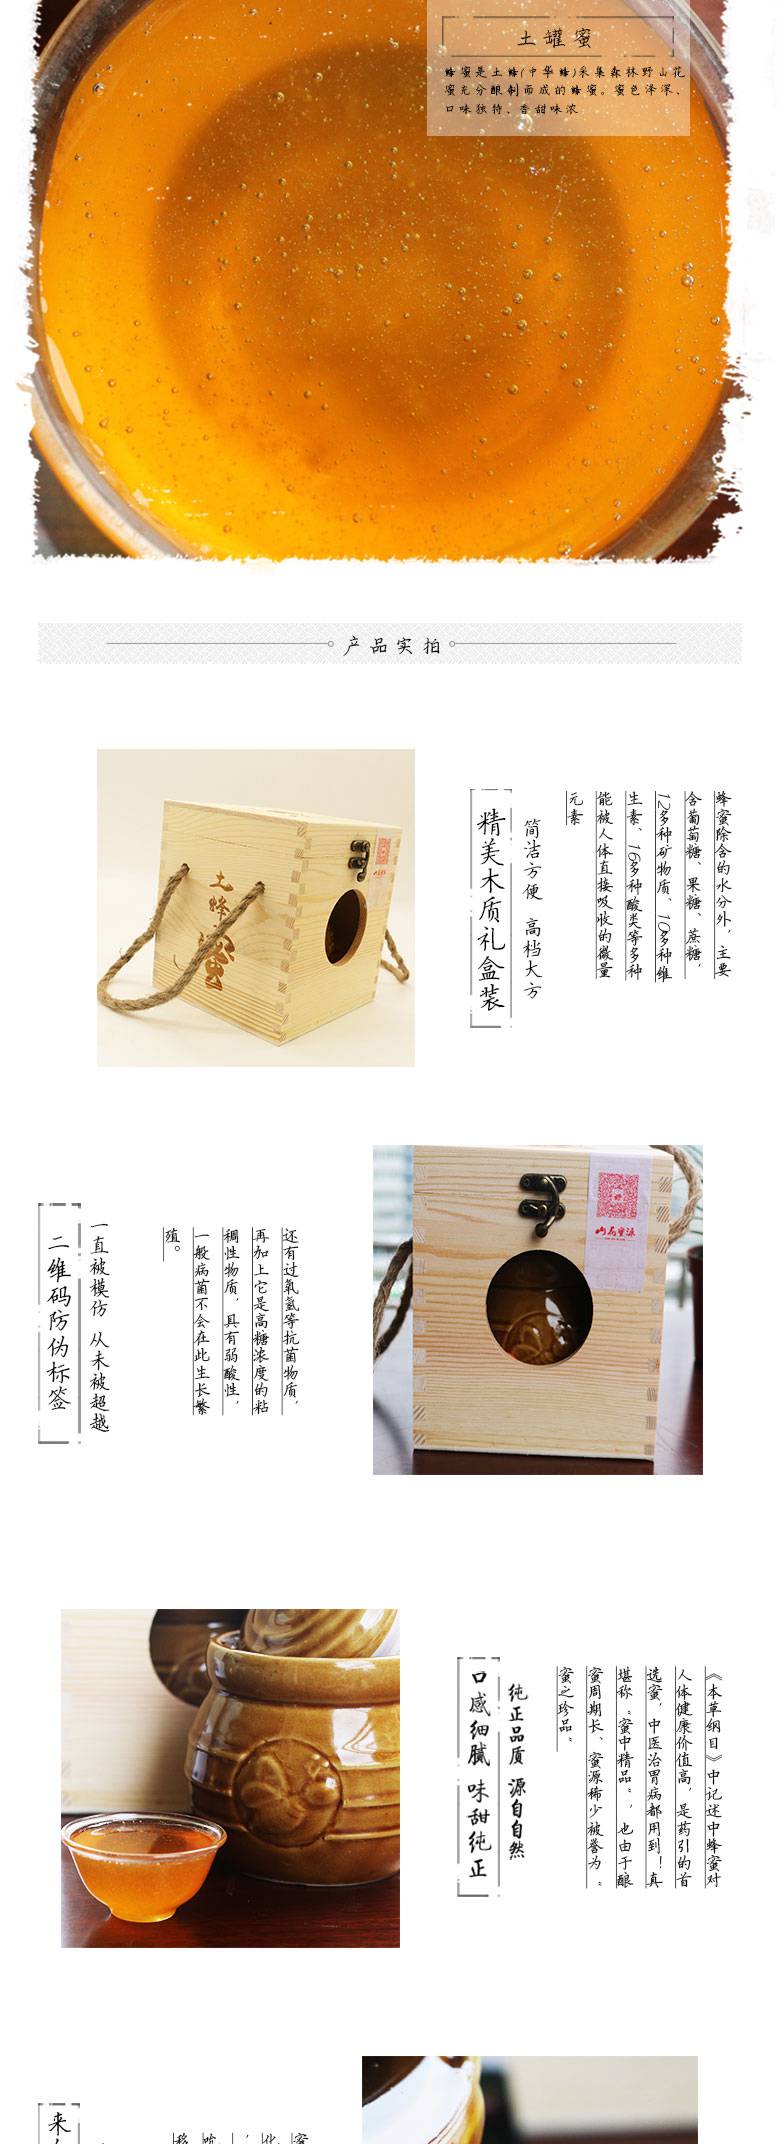 土罐蜜
蜂蜜是土蜂(中华蜂)采集森林野山花
蜜充分酿制而成的蜂蜜。蜜色泽深、
口味独特、香甜味浓
产品实拍
蜂蜜除含的水分外，主要
含葡萄糖、果糖、蔗糖，
12多种矿物质、10多种维
生素、16多种酸类等多种
能被人体直接吸收的微量
元素
简洁方便 高档大方
精美木质礼盒装
土蜂
蜜
还有过氧氢等抗菌物质，
再加上它是高糖浓度的粘
稠性物质，具有弱酸性，
一般病菌不会在此生长繁
殖。
一直被模仿 从未被超越
二维码防伪标签
《本草纲目》中记述中蜂蜜对
人体健康价值高，是药引的首
选蜜，中医治胃病都用到！真
堪称“蜜中精品”，也由于酿
蜜周期长、蜜源稀少被誉为“
蜜之珍品”
纯正品质 源自自然
口感细腻 味甜纯正
来